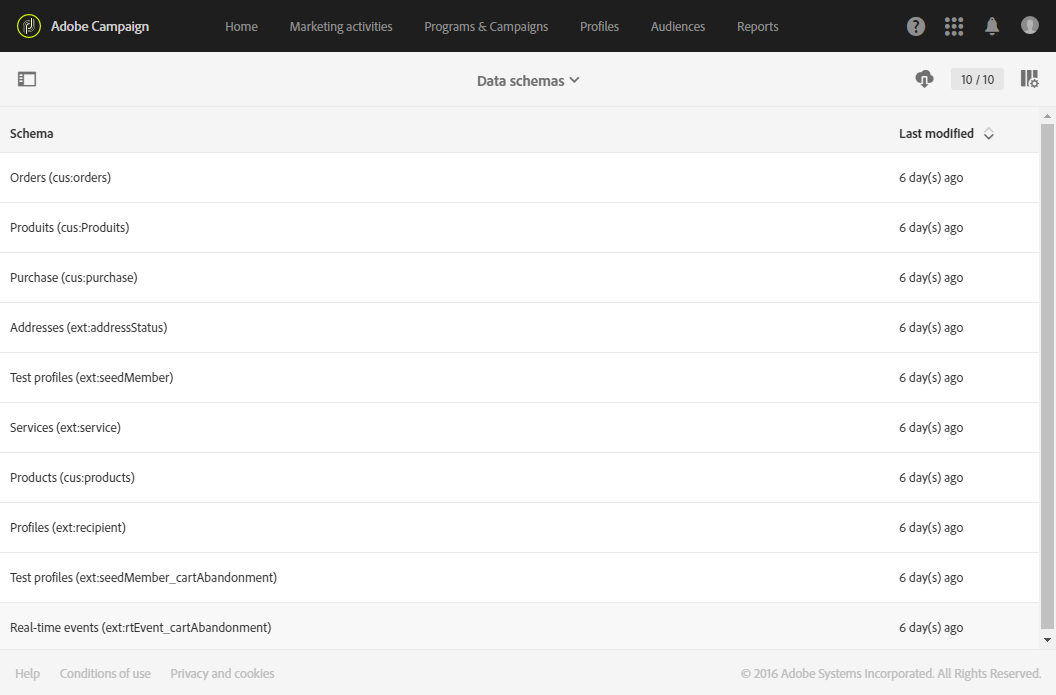 Adobe Campaign Home Marketing activities Programs & Campaigns Profiles Audiences Reports ?
Data schemas 10 / 10
Schema Last modified
Orders (cus:orders) 6 day(s) ago
Produits (cus:Produits) 6 day(s) ago
Purchase (cus:purchase) 6 day(s) ago
Addresses (ext:addressStatus) 6 day(s) ago
Test profiles (ext:seedMember) 6 day(s) ago
Services (ext:service) 6 day(s) ago
Products (cus:products) 6 day(s) ago
Profiles (ext:recipient) 6 day(s) ago
Test profiles (ext:seedMember_cartAbandonment) 6 day(s) ago
Real-time events (ext:rtEvent_cartAbandonment) 6 day(s) ago
Help Conditions of use Privacy and cookies © 2016 Adobe Systems Incorporated. All Rights Reserved.